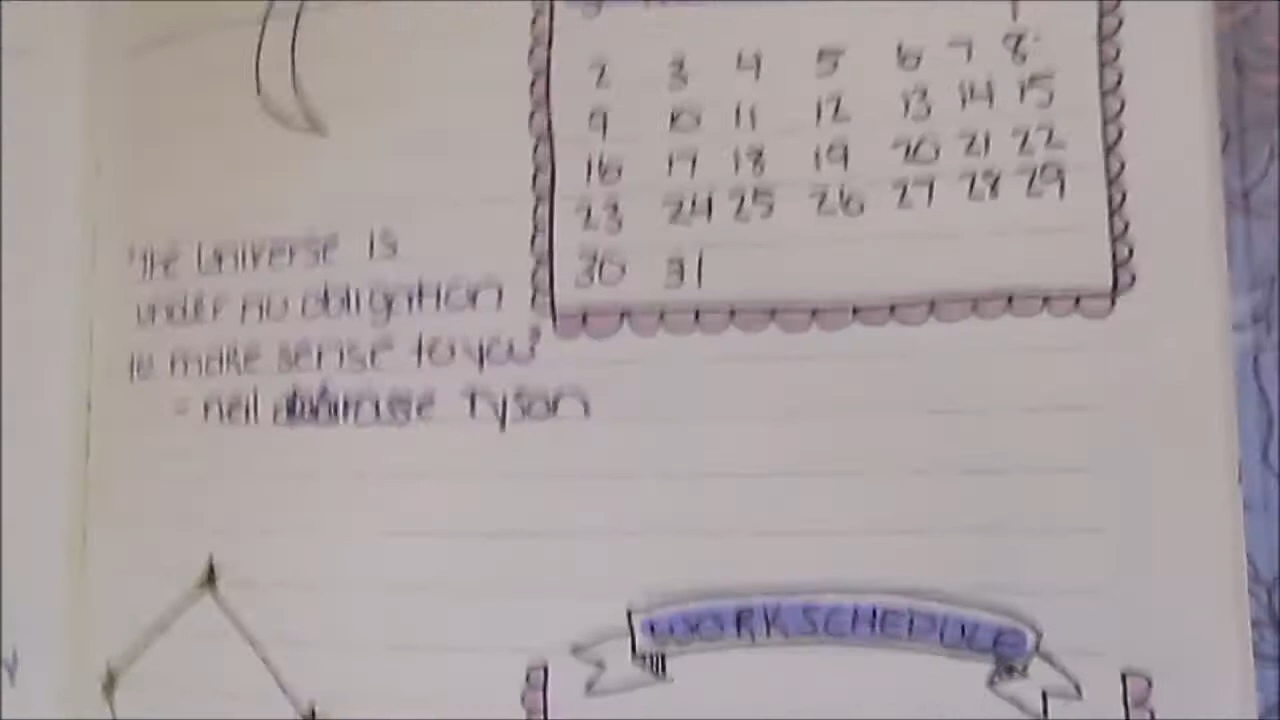 2 3 4 5 6 7 8
9 10 11 12 13 14 15
16 17 18 19 20 21 22
23 24 25 26 27 28 29
30 31
"The Universe is
under no obligation
to make sense to you"
- neil Tyson
WORK SCHEDULE